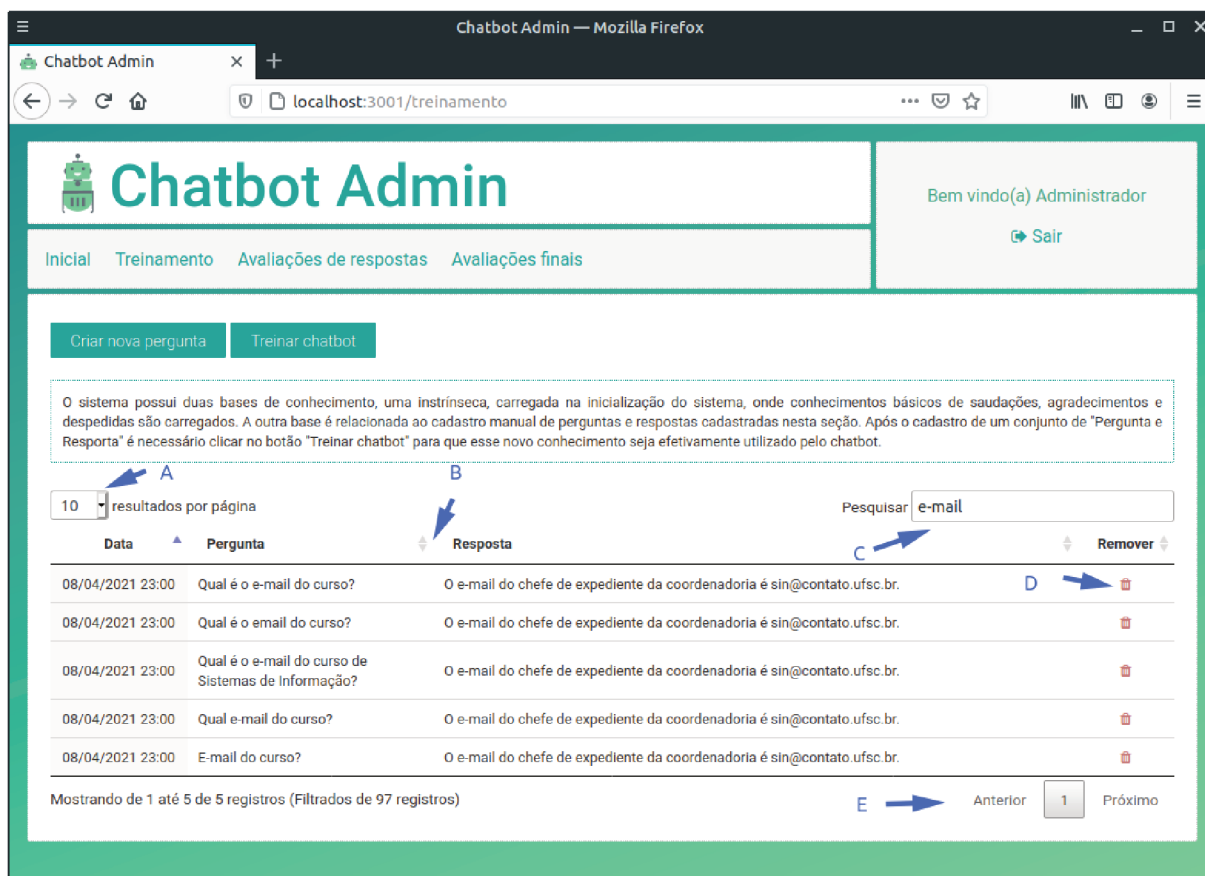 Chatbot Admin — Mozilla Firefox
Chatbot Admin
localhost:3001/treinamento
Chatbot Admin
Bem vindo(a) Administrador
Sair
Inicial Treinamento Avaliações de respostas Avaliações finais
Criar nova pergunta Treinar chatbot
O sistema possui duas bases de conhecimento, uma instrínseca, carregada na inicialização do sistema, onde conhecimentos básicos de saudações, agradecimentos e
despedidas são carregados. A outra base é relacionada ao cadastro manual de perguntas e respostas cadastradas nesta seção. Após o cadastro de um conjunto de "Pergunta e
Resporta" é necessário clicar no botão "Treinar chatbot" para que esse novo conhecimento seja efetivamente utilizado pelo chatbot.
A B
10 resultados por página Pesquisar e-mail
C
Data Pergunta Resposta Remover
D
08/04/2021 23:00 Qual é o e-mail do curso? O e-mail do chefe de expediente da coordenadoria é sin@contato.ufsc.br.
08/04/2021 23:00 Qual é o email do curso? O e-mail do chefe de expediente da coordenadoria é sin@contato.ufsc.br.
08/04/2021 23:00 Qual é o e-mail do curso de
Sistemas de Informação? O e-mail do chefe de expediente da coordenadoria é sin@contato.ufsc.br.
08/04/2021 23:00 Qual e-mail do curso? O e-mail do chefe de expediente da coordenadoria é sin@contato.ufsc.br.
08/04/2021 23:00 E-mail do curso? O e-mail do chefe de expediente da coordenadoria é sin@contato.ufsc.br.
Mostrando de 1 até 5 de 5 registros (Filtrados de 97 registros) E Anterior 1 Próximo